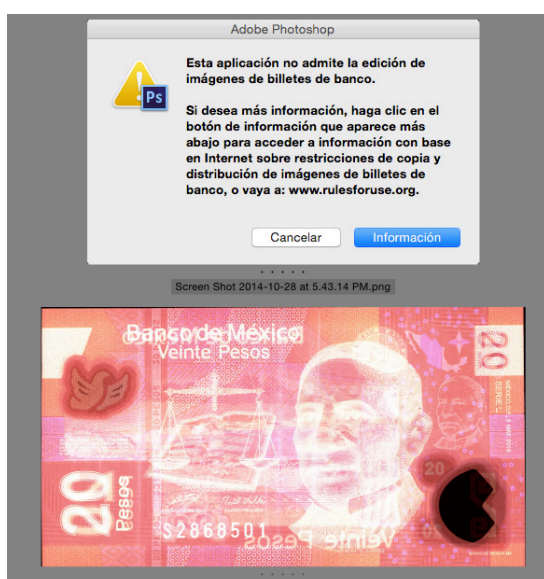 Adobe Photoshop
Esta aplicación no admite la edición de
imágenes de billetes de banco.
Si desea más información, haga clic en el
botón de información que aparece más
abajo para acceder a información con base
en Internet sobre restricciones de copia y
distribución de imágenes de billetes de
banco, o vaya a: www.rulesforuse.org.
Ps
Cancelar
Información
Screen Shot 2014-10-28 at 5.43.14 PM.png
Banco de México
Veinte Pesos
20
SERIE
20
20
Pesos
S2868501
Veinte Pesos